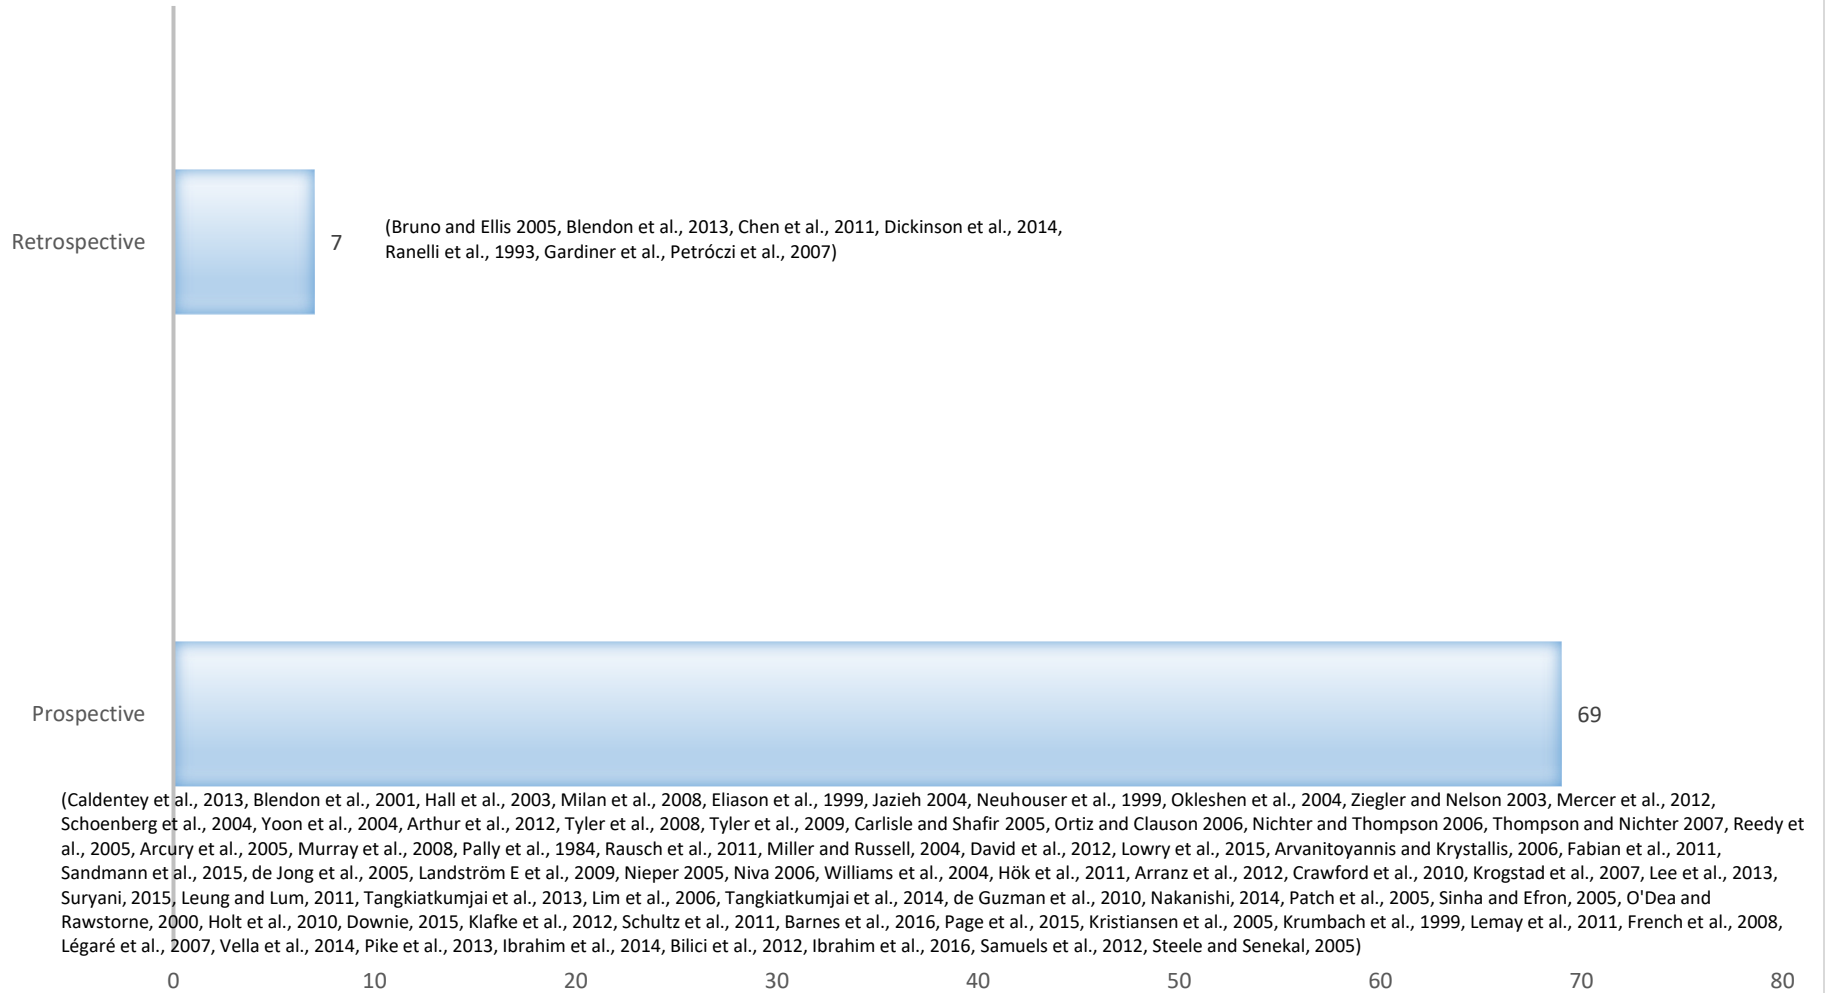 Retrospective
7
(Bruno and Ellis 2005, Blendon et al., 2013, Chen et al., 2011, Dickinson et al., 2014,
Ranelli et al., 1993, Gardiner et al., Petróczi et al., 2007)
Prospective
69
(Caldentey et al., 2013, Blendon et al., 2001, Hall et al., 2003, Milan et al., 2008, Eliason et al., 1999, Jazieh 2004, Neuhouser et al., 1999, Okleshen et al., 2004, Ziegler and Nelson 2003, Mercer et al., 2012,
Schoenberg et al., 2004, Yoon et al., 2004, Arthur et al., 2012, Tyler et al., 2008, Tyler et al., 2009, Carlisle and Shafir 2005, Ortiz and Clauson 2006, Nichter and Thompson 2006, Thompson and Nichter 2007, Reedy et
al., 2005, Arcury et al., 2005, Murray et al., 2008, Pally et al., 1984, Rausch et al., 2011, Miller and Russell, 2004, David et al., 2012, Lowry et al., 2015, Arvanitoyannis and Krystallis, 2006, Fabian et al., 2011,
Sandmann et al., 2015, de Jong et al., 2005, Landström E et al., 2009, Nieper 2005, Niva 2006, Williams et al., 2004, Hök et al., 2011, Arranz et al., 2012, Crawford et al., 2010, Krogstad et al., 2007, Lee et al., 2013,
Suryani, 2015, Leung and Lum, 2011, Tangkiatkumjai et al., 2013, Lim et al., 2006, Tangkiatkumjai et al., 2014, de Guzman et al., 2010, Nakanishi, 2014, Patch et al., 2005, Sinha and Efron, 2005, O'Dea and
Rawstorne, 2000, Holt et al., 2010, Downie, 2015, Klafke et al., 2012, Schultz et al., 2011, Barnes et al., 2016, Page et al., 2015, Kristiansen et al., 2005, Krumbach et al., 1999, Lemay et al., 2011, French et al., 2008,
Légaré et al., 2007, Vella et al., 2014, Pike et al., 2013, Ibrahim et al., 2014, Bilici et al., 2012, Ibrahim et al., 2016, Samuels et al., 2012, Steele and Senekal, 2005)
0 10 20 30 40 50 60 70 80